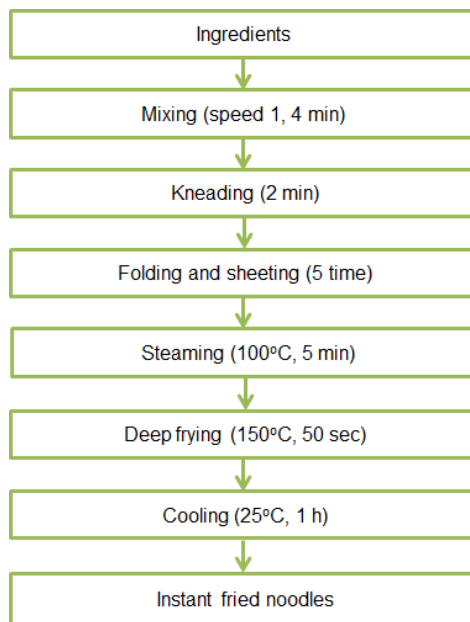 Ingredients
Mixing (speed 1, 4 min)
Kneading (2 min)
Folding and sheeting (5 time)
Steaming (100ºC, 5 min)
Deep frying (150ºC, 50 sec)
Cooling (25ºC, 1 h)
Instant fried noodles